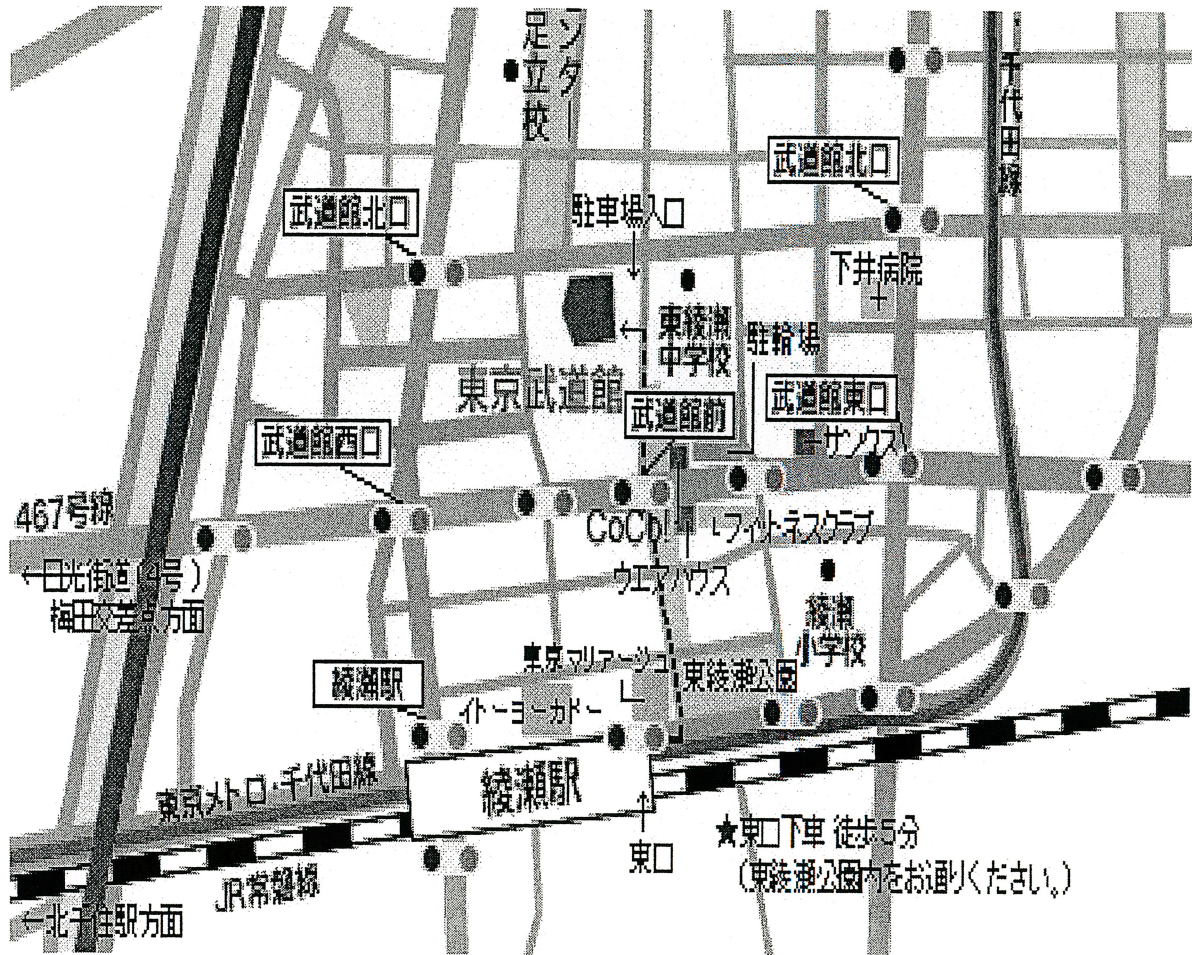 ンター
足立校
千代田線
武道館北口
武道館北口
駐車場入口
下井病院
東綾瀬
中学校
駐輪場
東京武道館
武道館前
武道館東口
サンクス
武道館西口
467号線
CoCo!
フィットネスクラブ
←日光街道(4号)
梅田交差点方面
ウエアハウス
綾瀬
小学校
東京マリアージュ
東綾瀬公園
綾瀬駅
イトーヨーカドー
東京メトロ・千代田線
綾瀬駅
東口
★東口下車 徒歩5分
(東綾瀬公園内をお通りください。)
JR常磐線
←北千住駅方面